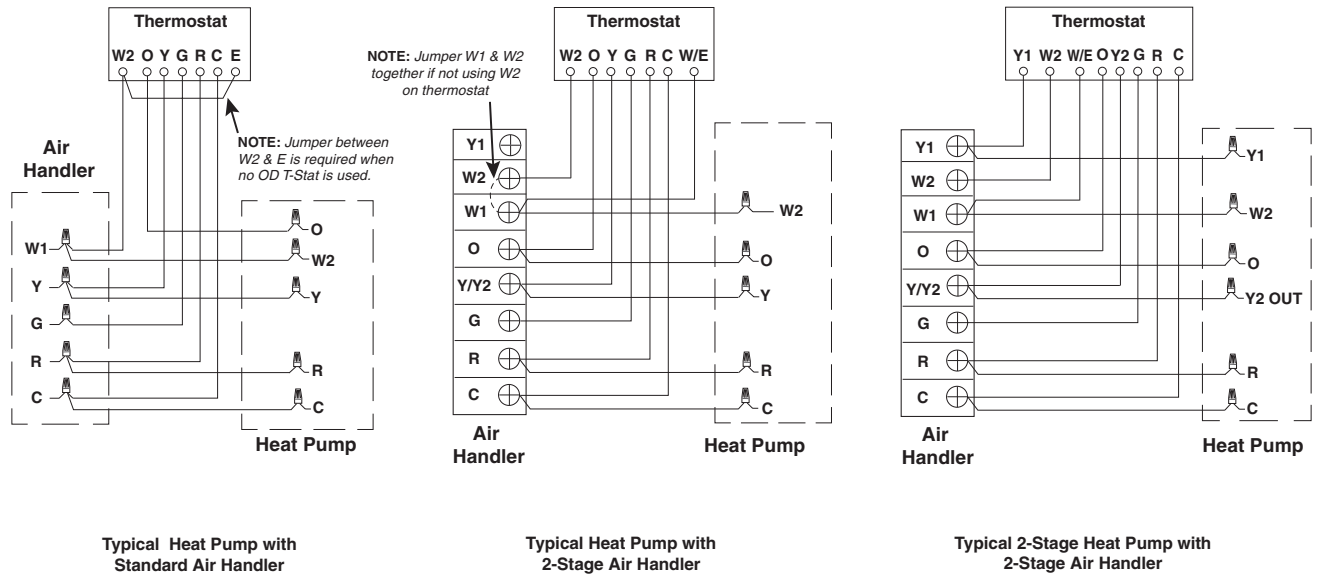 Thermostat
W2 O Y G R C E
NOTE: Jumper between
W2 & E is required when
no OD T-Stat is used.
Air
Handler
W1
Y
G
R
C
O
W2
Y
R
C
Heat Pump
Typical Heat Pump with
Standard Air Handler
Thermostat
W2 O Y G R C W/E
NOTE: Jumper W1 & W2
together if not using W2
on thermostat
Y1
W2
W1
O
Y/Y2
G
R
C
Air
Handler
W2
O
Y
R
C
Heat Pump
Typical Heat Pump with
2-Stage Air Handler
Thermostat
Y1 W2 W/E O Y2 G R C
Y1
W2
W1
O
Y/Y2
G
R
C
Air
Handler
Y1
W2
O
Y2 OUT
R
C
Heat Pump
Typical 2-Stage Heat Pump with
2-Stage Air Handler